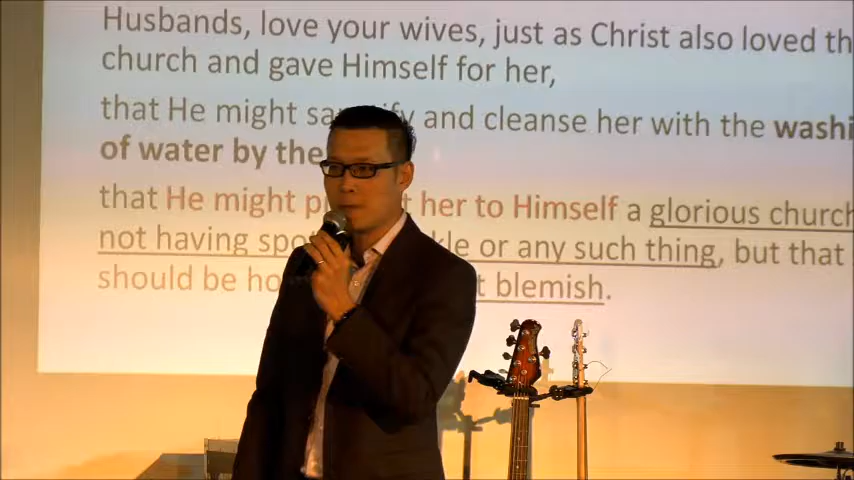 Husbands, love your wives, just as Christ also loved
church and gave Himself for her,
that He might and cleanse her with the
of water by
that He might her to Himself a glorious
not having or any such thing, but that
should be blemish.